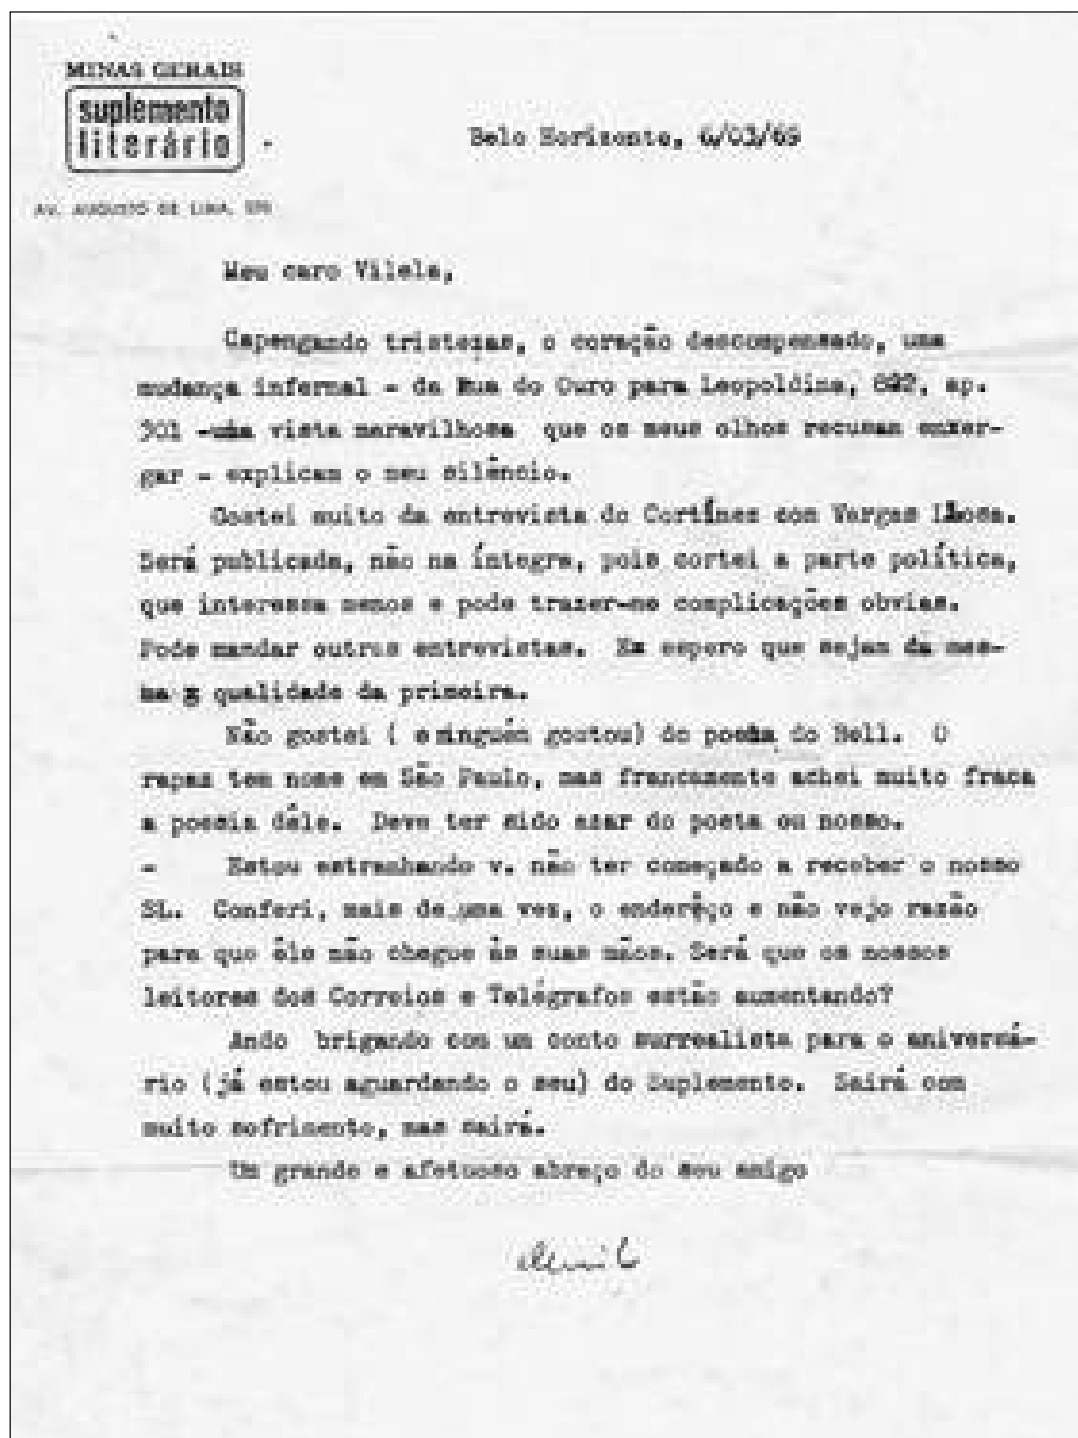 MINAS GERAIS
suplemento
literário
Belo Horizonte, 6/03/69
AV. AUGUSTO DE LIMA,
Meu caro Vilela,
Capengando tristezas, o coração descompensado, uma
mudança infernal - da Rua do Ouro para Leopoldina, 822, ap.
301 -uma vista maravilhosa que os meus olhos recusam enxer-
gar - explicam o meu silêncio.
Gostei muito da entrevista do Cortínes com Vargas Llosa.
Será publicada, não na íntegra, pois cortei a parte política,
que interessa menos e pode trazer-me complicações obvias.
Pode mandar outras entrevistas. espero que sejam da mes-
ma qualidade da primeira.
Não gostei ( e ninguém gostou) do poema do Bell. O
rapaz tem nome em São Paulo, mas francamente achei muito fraca
a poesia dêle. Deve ter sido azar do poeta ou nosso.
- Estou estranhando v. não ter começado a receber o nosso
SL. Conferi, mais de uma vez, o enderêço e não vejo razão
para que êle não chegue às suas mãos. Será que os nossos
leitores dos Correios e Telégrafos estão aumentando?
Ando brigando com um conto surrealista para o aniversá-
rio (já estou aguardando o seu) do Suplemento. Sairá com
muito sofrimento, mas sairá.
Um grande e afetuoso abraço do seu amigo